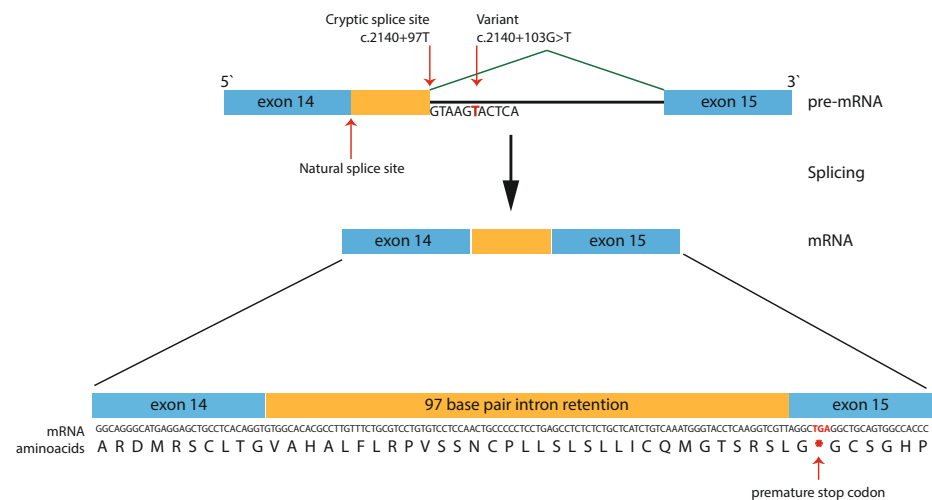 Cryptic splice site
c.2140+97T
Variant
c.2140+103G>T
5`
3`
exon 14
exon 15
pre-mRNA
GTAAGTACTCA
Natural splice site
Splicing
exon 14
exon 15
mRNA
exon 14
97 base pair intron retention
exon 15
mRNA
GGCAGGGCATGAGGAGCTGCCTCACAGGTGTGGCACACGCCTTGTTTCTGCGTCCTGTGTCCTCCAACTGCCCCCTCCTGAGCCTCTCTCTGCTCATCTGTCAAATGGGTACCTCAAGGTCGTTAGGCTGAGGCTGCAGTGGCCACCC
aminoacids
A R D M R S C L T G V A H A L F L R P V S S N C P L L S L S L L I C Q M G T S R S L G * G C S G H P
premature stop codon